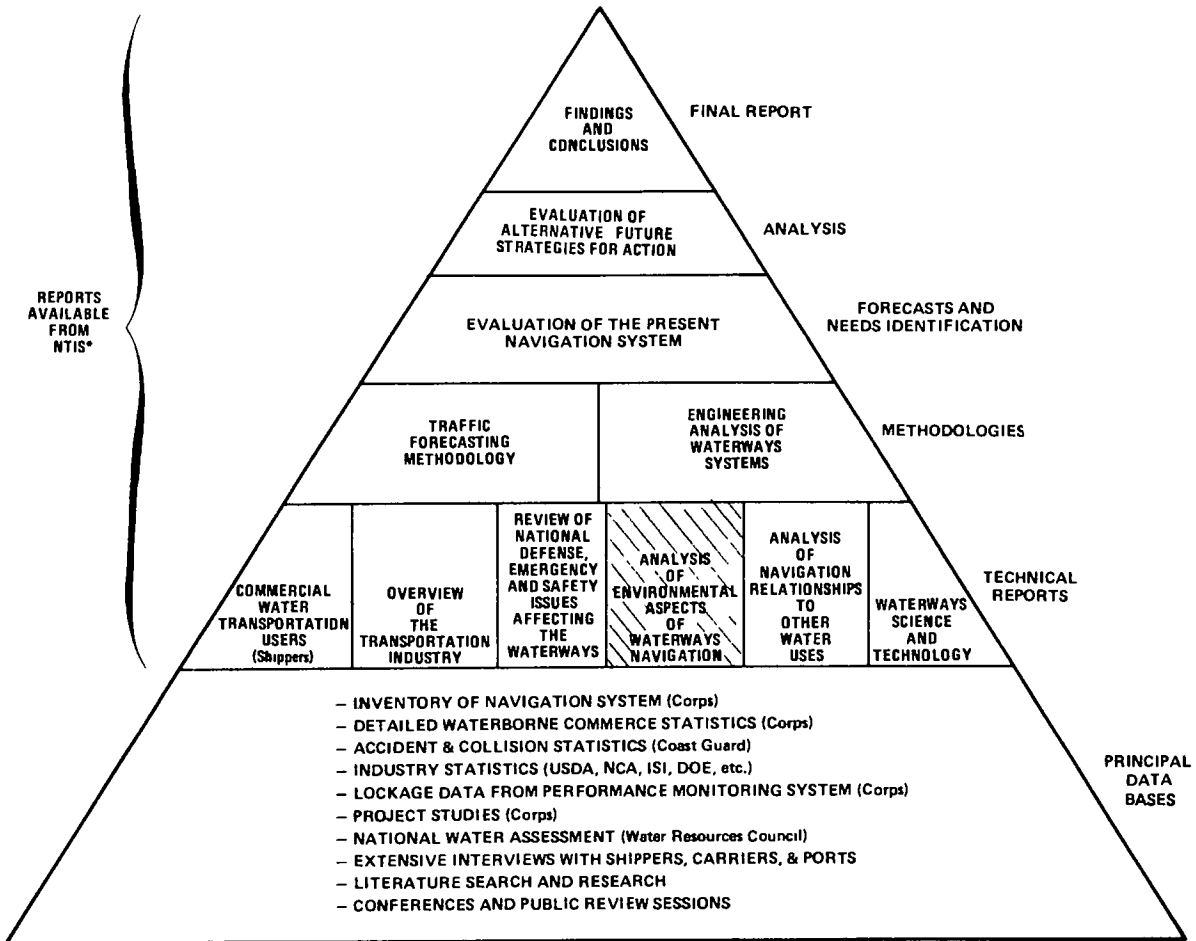 FINDINGS
AND
CONCLUSIONS
FINAL REPORT
EVALUATION OF
ALTERNATIVE FUTURE
STRATEGIES FOR ACTION
ANALYSIS
REPORTS
AVAILABLE
FROM
NTIS*
EVALUATION OF THE PRESENT
NAVIGATION SYSTEM
FORECASTS AND
NEEDS IDENTIFICATION
TRAFFIC
FORECASTING
METHODOLOGY
ENGINEERING
ANALYSIS OF
WATERWAYS
SYSTEMS
METHODOLOGIES
COMMERCIAL
WATER
TRANSPORTATION
USERS
(Shippers)
OVERVIEW
OF
THE
TRANSPORTATION
INDUSTRY
REVIEW OF
NATIONAL
DEFENSE,
EMERGENCY
AND SAFETY
ISSUES
AFFECTING
THE
WATERWAYS
ANALYSIS
OF
ENVIRONMENTAL
ASPECTS
OF
WATERWAYS
NAVIGATION
ANALYSIS
OF
NAVIGATION
RELATIONSHIPS
TO
OTHER
WATER
USES
WATERWAYS
SCIENCE
AND
TECHNOLOGY
TECHNICAL
REPORTS
– INVENTORY OF NAVIGATION SYSTEM (Corps)
– DETAILED WATERBORNE COMMERCE STATISTICS (Corps)
– ACCIDENT & COLLISION STATISTICS (Coast Guard)
– INDUSTRY STATISTICS (USDA, NCA, ISI, DOE, etc.)
– LOCKAGE DATA FROM PERFORMANCE MONITORING SYSTEM (Corps)
– PROJECT STUDIES (Corps)
– NATIONAL WATER ASSESSMENT (Water Resources Council)
– EXTENSIVE INTERVIEWS WITH SHIPPERS, CARRIERS, & PORTS
– LITERATURE SEARCH AND RESEARCH
– CONFERENCES AND PUBLIC REVIEW SESSIONS
PRINCIPAL
DATA
BASES